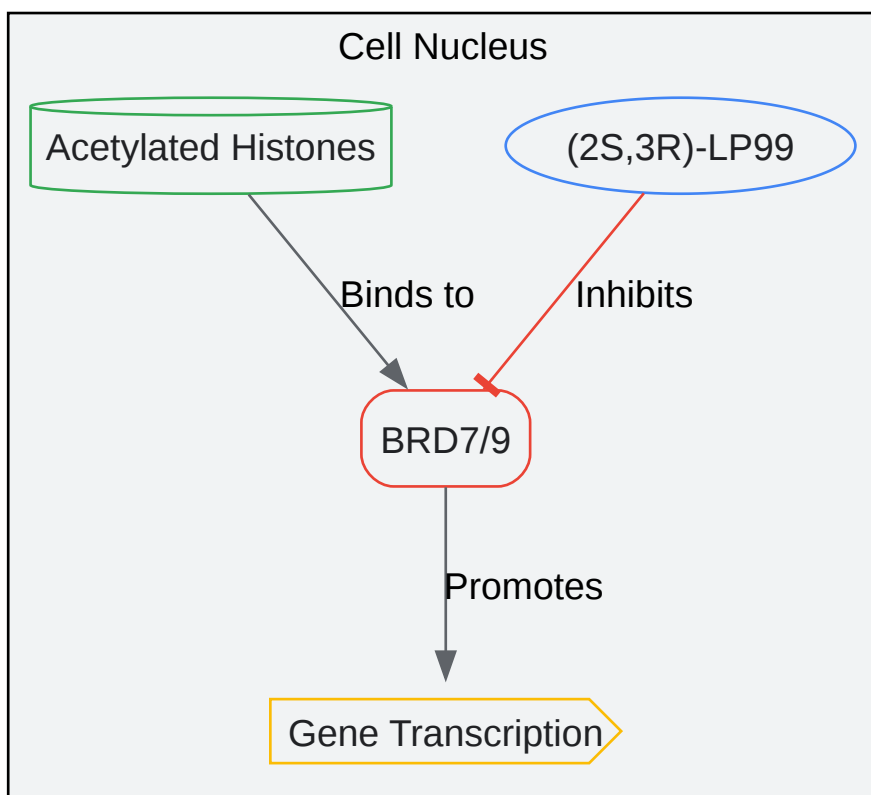 Cell Nucleus
Acetylated Histones
(2S,3R)-LP99
Binds to
Inhibits
BRD7/9
Promotes
Gene Transcription